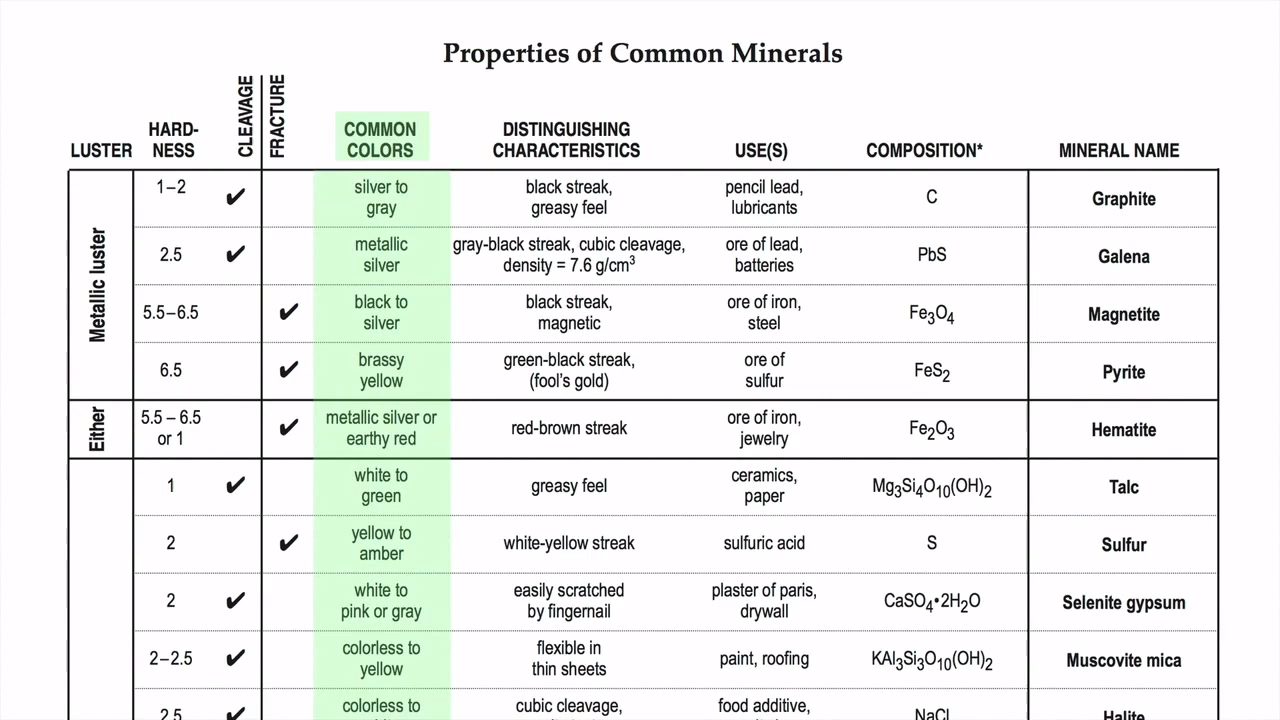 Properties of Common Minerals
LUSTER HARD-NESS CLEAVAGE FRACTURE COMMON COLORS DISTINGUISHING CHARACTERISTICS USE(S) COMPOSITION* MINERAL NAME
Metallic luster
1–2 ✔ silver to gray black streak, greasy feel pencil lead, lubricants C Graphite
2.5 ✔ metallic silver gray-black streak, cubic cleavage, density = 7.6 g/cm³ ore of lead, batteries PbS Galena
5.5–6.5 ✔ black to silver black streak, magnetic ore of iron, steel Fe₃O₄ Magnetite
6.5 ✔ brassy yellow green-black streak, (fool's gold) ore of sulfur FeS₂ Pyrite
Either
5.5 – 6.5 or 1 ✔ metallic silver or earthy red red-brown streak ore of iron, jewelry Fe₂O₃ Hematite
1 ✔ white to green greasy feel ceramics, paper Mg₃Si₄O₁₀(OH)₂ Talc
2 ✔ yellow to amber white-yellow streak sulfuric acid S Sulfur
2 ✔ white to pink or gray easily scratched by fingernail plaster of paris, drywall CaSO₄•2H₂O Selenite gypsum
2–2.5 ✔ colorless to yellow flexible in thin sheets paint, roofing KAl₃Si₃O₁₀(OH)₂ Muscovite mica
2.5 ✔ colorless to cubic cleavage, food additive, NaCl Halite